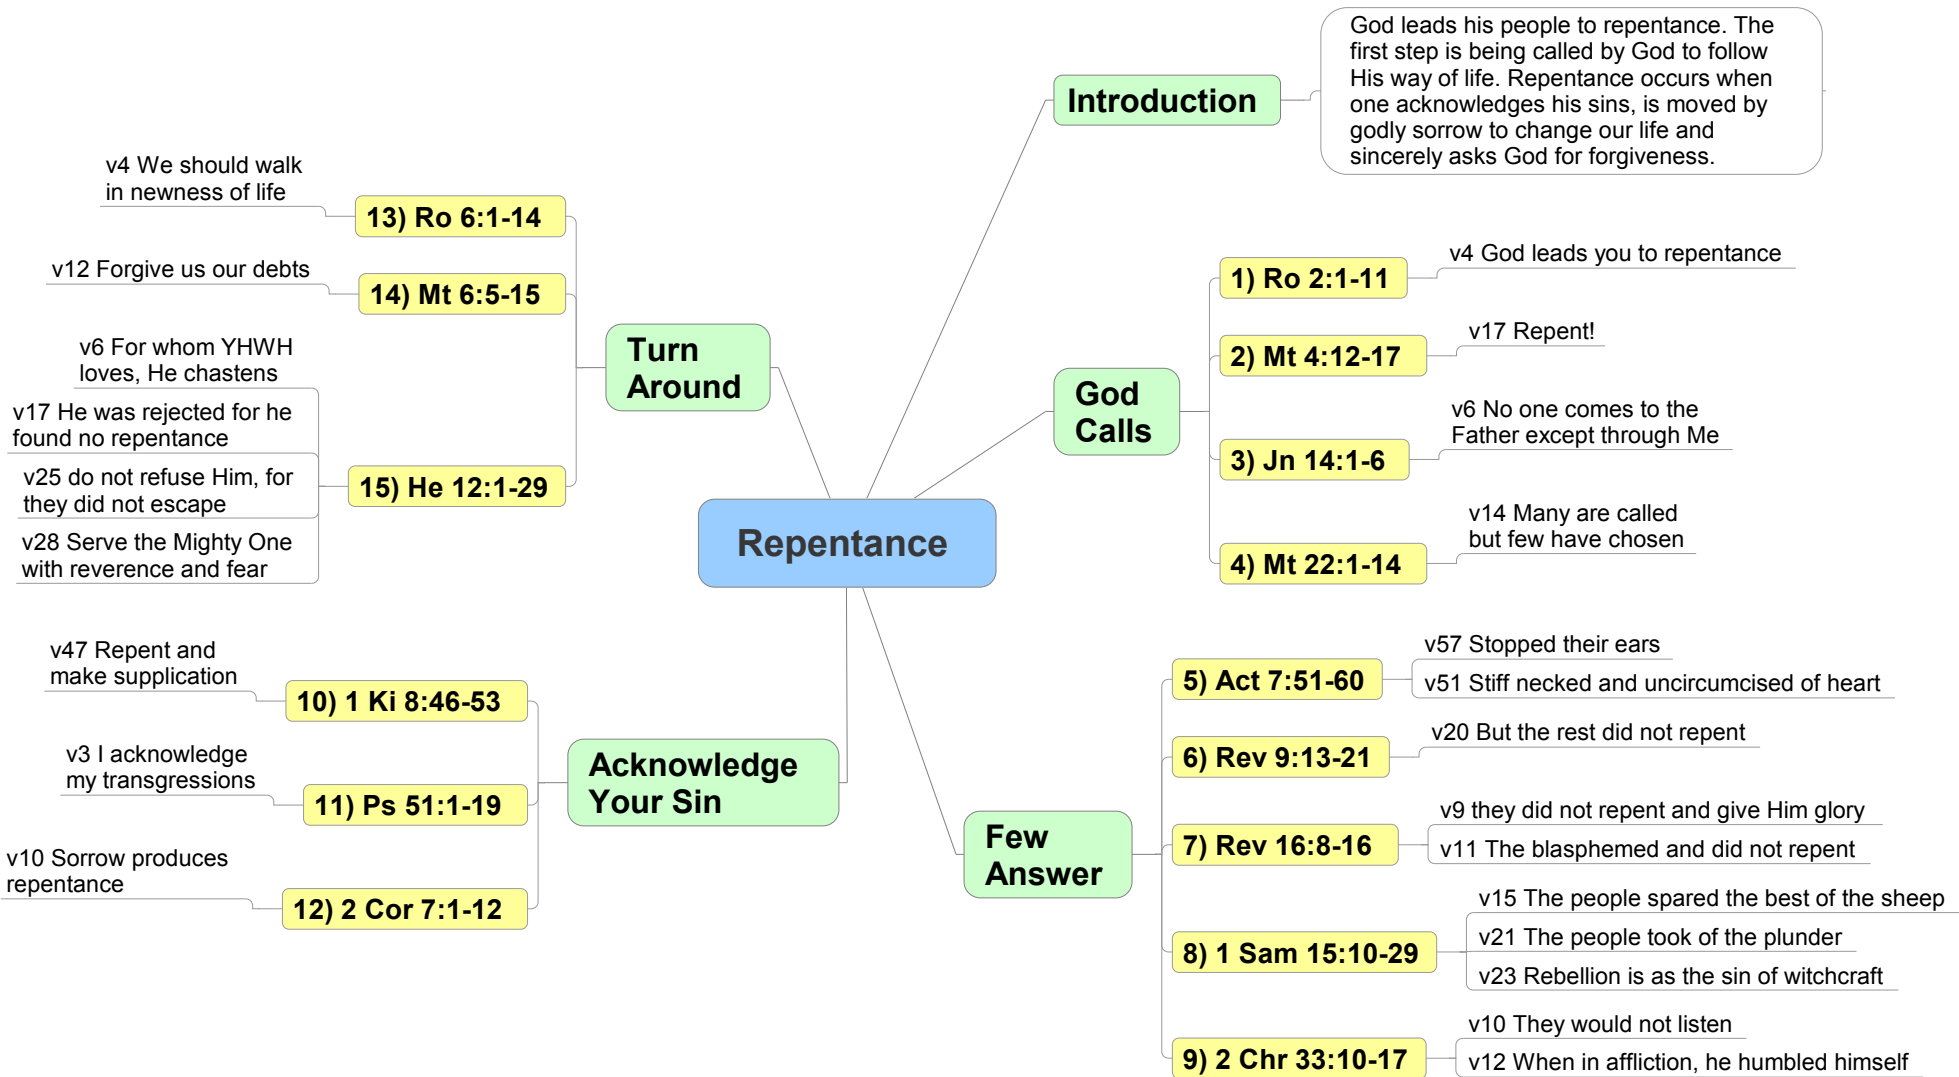 Repentance
Introduction
God leads his people to repentance. The
first step is being called by God to follow
His way of life. Repentance occurs when
one acknowledges his sins, is moved by
godly sorrow to change our life and
sincerely asks God for forgiveness.
God
Calls
1) Ro 2:1-11
v4 God leads you to repentance
2) Mt 4:12-17
v17 Repent!
3) Jn 14:1-6
v6 No one comes to the
Father except through Me
4) Mt 22:1-14
v14 Many are called
but few have chosen
Few
Answer
5) Act 7:51-60
v57 Stopped their ears
v51 Stiff necked and uncircumcised of heart
6) Rev 9:13-21
v20 But the rest did not repent
7) Rev 16:8-16
v9 they did not repent and give Him glory
v11 The blasphemed and did not repent
8) 1 Sam 15:10-29
v15 The people spared the best of the sheep
v21 The people took of the plunder
v23 Rebellion is as the sin of witchcraft
9) 2 Chr 33:10-17
v10 They would not listen
v12 When in affliction, he humbled himself
Acknowledge
Your Sin
10) 1 Ki 8:46-53
v47 Repent and
make supplication
11) Ps 51:1-19
v3 I acknowledge
my transgressions
12) 2 Cor 7:1-12
v10 Sorrow produces
repentance
Turn
Around
13) Ro 6:1-14
v4 We should walk
in newness of life
14) Mt 6:5-15
v12 Forgive us our debts
15) He 12:1-29
v6 For whom YHWH
loves, He chastens
v17 He was rejected for he
found no repentance
v25 do not refuse Him, for
they did not escape
v28 Serve the Mighty One
with reverence and fear